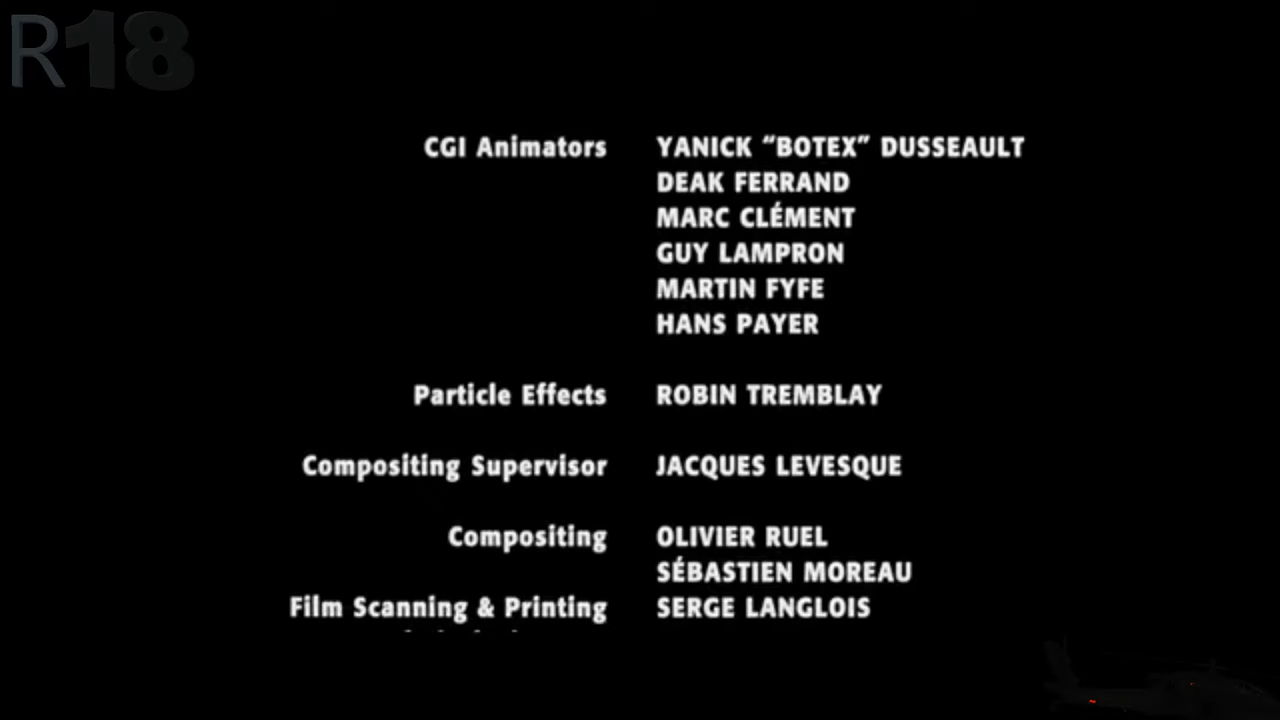 R18
CGI Animators YANICK “BOTEX” DUSSEAULT
DEAK FERRAND
MARC CLÉMENT
GUY LAMPRON
MARTIN FYFE
HANS PAYER
Particle Effects ROBIN TREMBLAY
Compositing Supervisor JACQUES LEVESQUE
Compositing OLIVIER RUEL
SÉBASTIEN MOREAU
Film Scanning & Printing SERGE LANGLOIS